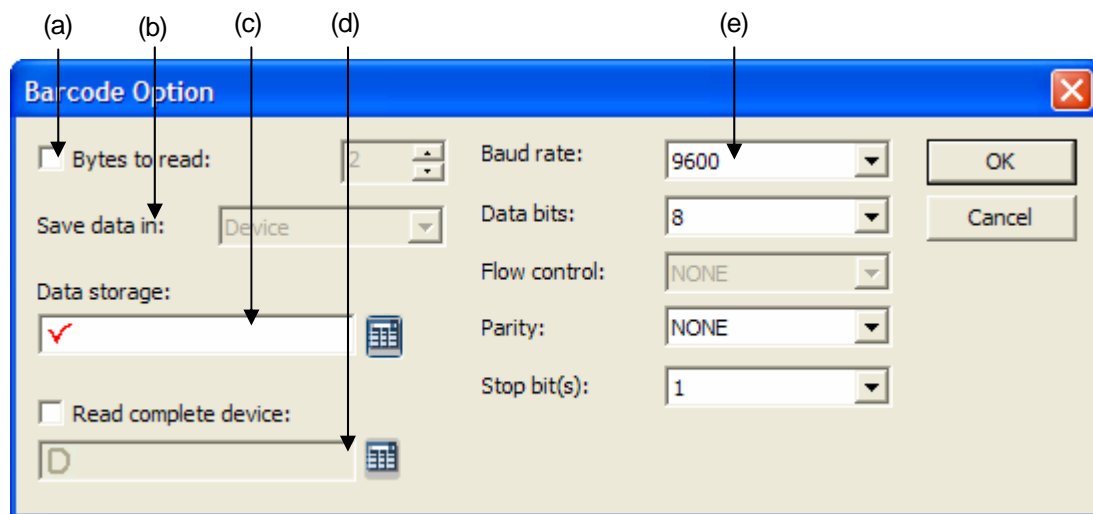 (a) (b) (c) (d) (e)
Barcode Option
Bytes to read: 2
Save data in: Device
Data storage:
Read complete device:
D
Baud rate: 9600
Data bits: 8
Flow control: NONE
Parity: NONE
Stop bit(s): 1
OK
Cancel